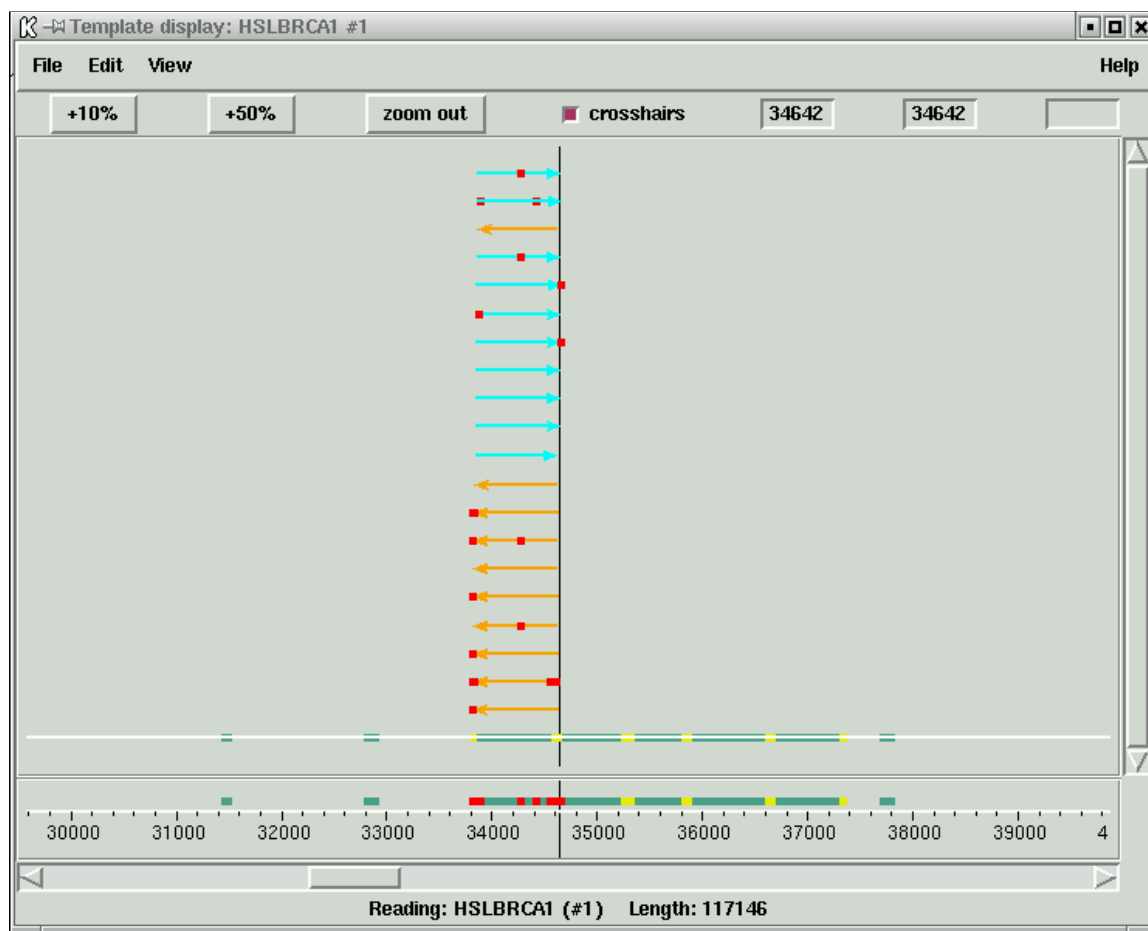 Template display: HSLBRCA1 #1
File Edit View Help
+10% +50% zoom out crosshairs 34642 34642
30000 31000 32000 33000 34000 35000 36000 37000 38000 39000 4
Reading: HSLBRCA1 (#1) Length: 117146